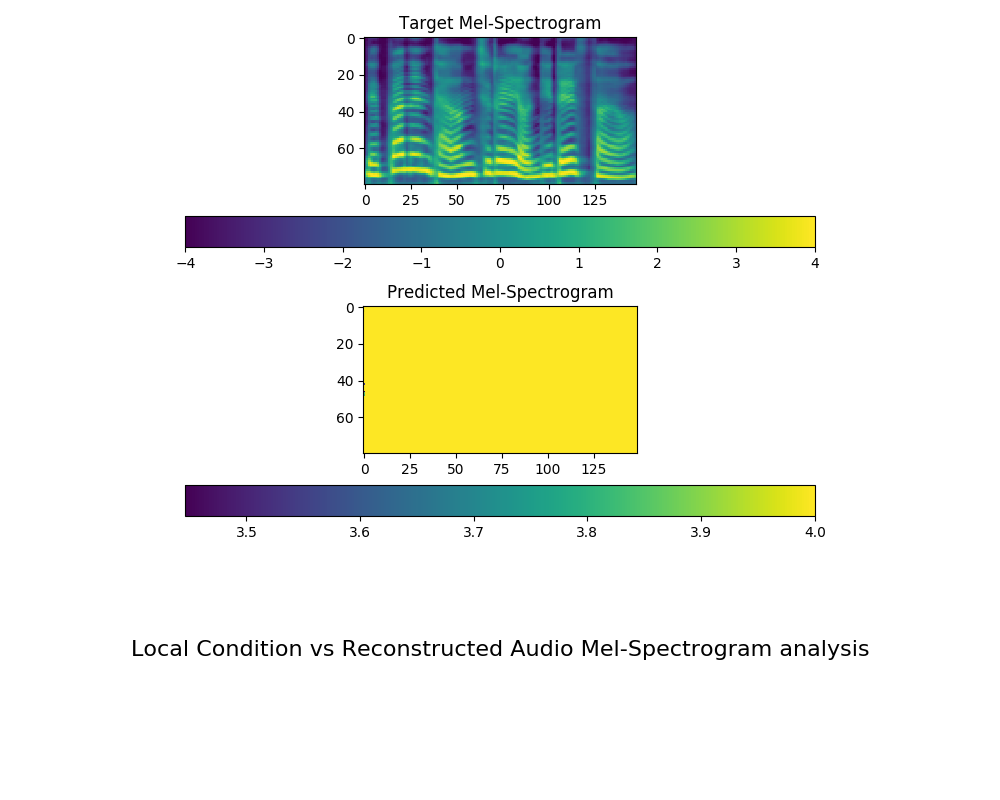 Target Mel-Spectrogram
0
20
40
60
0 25 50 75 100 125
−4 −3 −2 −1 0 1 2 3 4
Predicted Mel-Spectrogram
0
20
40
60
0 25 50 75 100 125
3.5 3.6 3.7 3.8 3.9 4.0
Local Condition vs Reconstructed Audio Mel-Spectrogram analysis